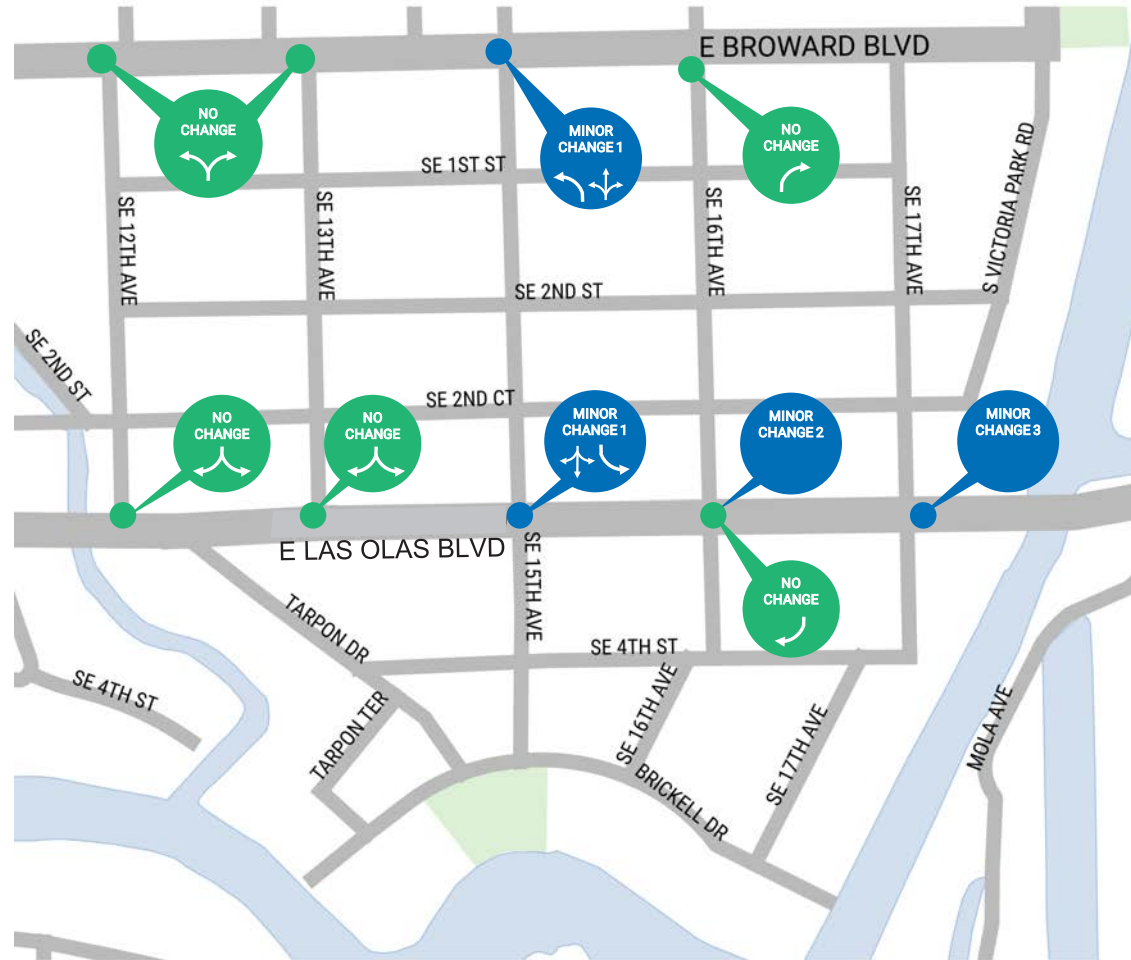 E BROWARD BLVD
NO
CHANGE
MINOR
CHANGE 1
NO
CHANGE
SE 1ST ST
S VICTORIA PARK RD
SE 12TH AVE
SE 13TH AVE
SE 16TH AVE
SE 17TH AVE
SE 2ND ST
SE 2ND ST
SE 2ND CT
NO
CHANGE
NO
CHANGE
MINOR
CHANGE 1
MINOR
CHANGE 2
MINOR
CHANGE 3
E LAS OLAS BLVD
SE 15TH AVE
NO
CHANGE
TARPON DR
SE 4TH ST
SE 4TH ST
TARPON TER
SE 16TH AVE
SE 17TH AVE
MOLA AVE
BRICKELL DR